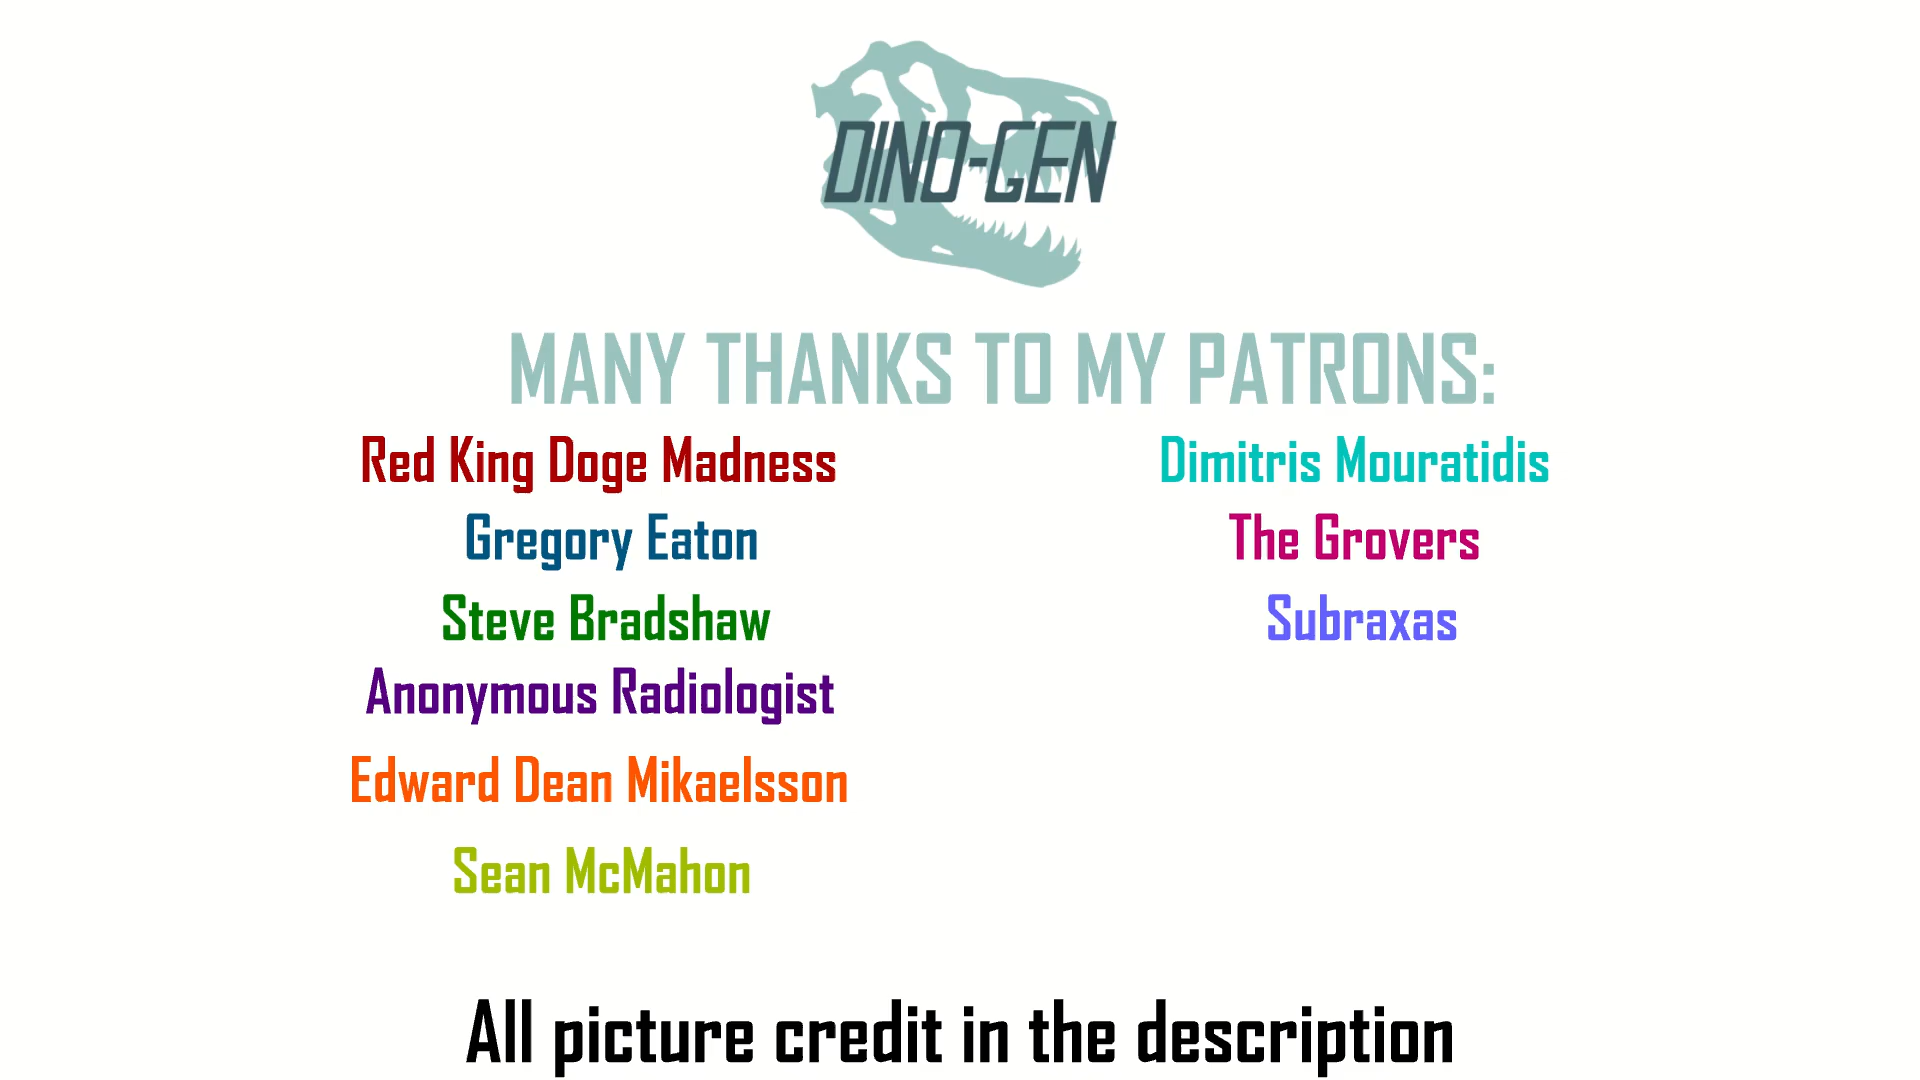 DINO-GEN
MANY THANKS TO MY PATRONS:
Red King Doge Madness
Gregory Eaton
Steve Bradshaw
Anonymous Radiologist
Edward Dean Mikaelsson
Sean McMahon
Dimitris Mouratidis
The Grovers
Subraxas
All picture credit in the description